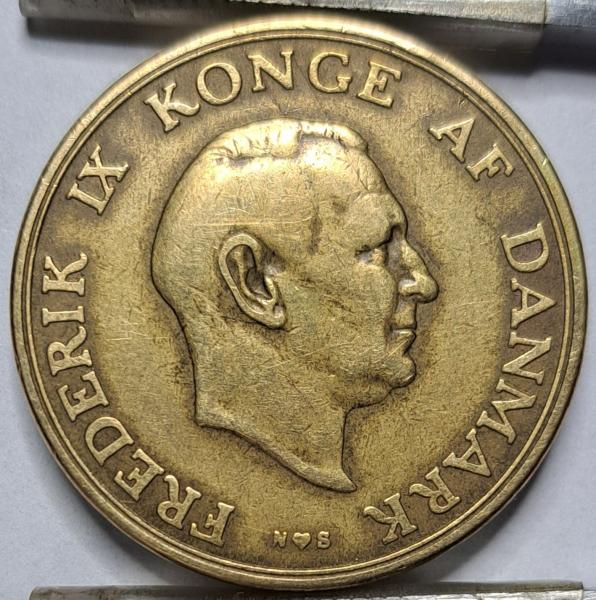 FREDERIK IX KONGE AF DANMARK
N♥S